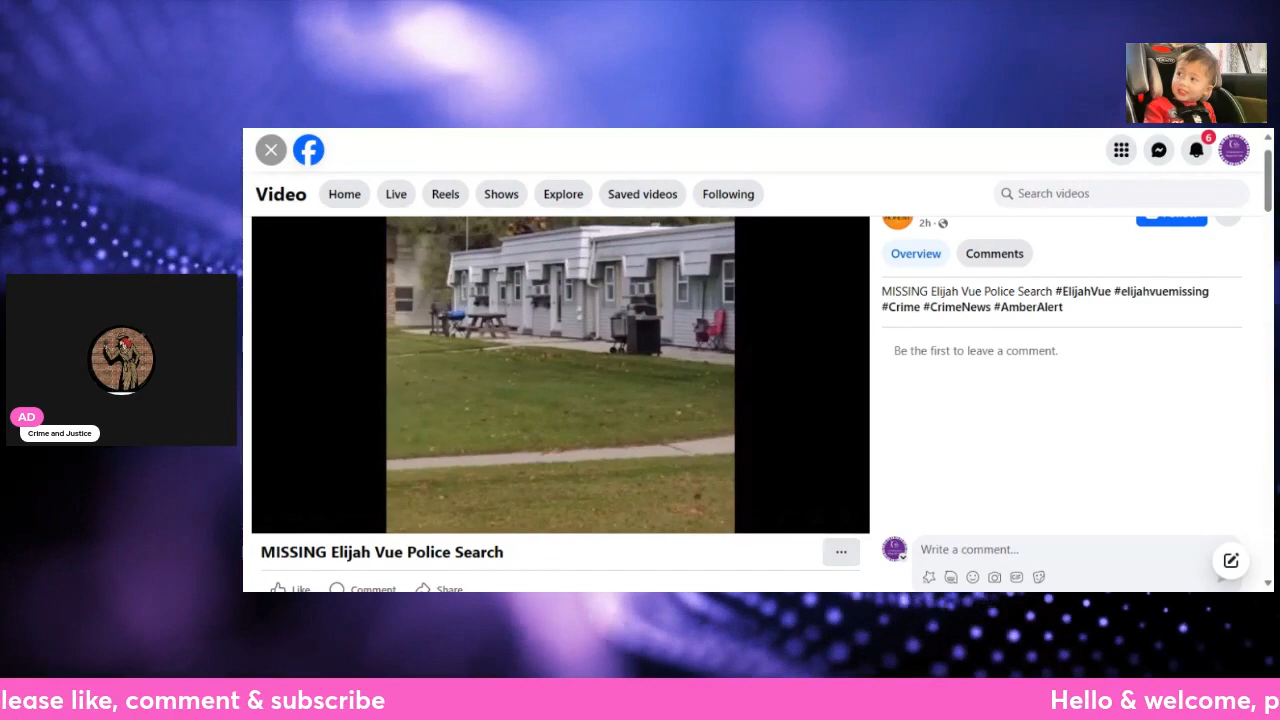 6
Video
Home
Live
Reels
Shows
Explore
Saved videos
Following
Search videos
2h
Overview
Comments
MISSING Elijah Vue Police Search #ElijahVue #elijahvuemissing
#Crime #CrimeNews #AmberAlert
Be the first to leave a comment.
AD
Crime and Justice
MISSING Elijah Vue Police Search
Like
Comment
Share
Write a comment...
GIF
lease like, comment & subscribe
Hello & welcome, p